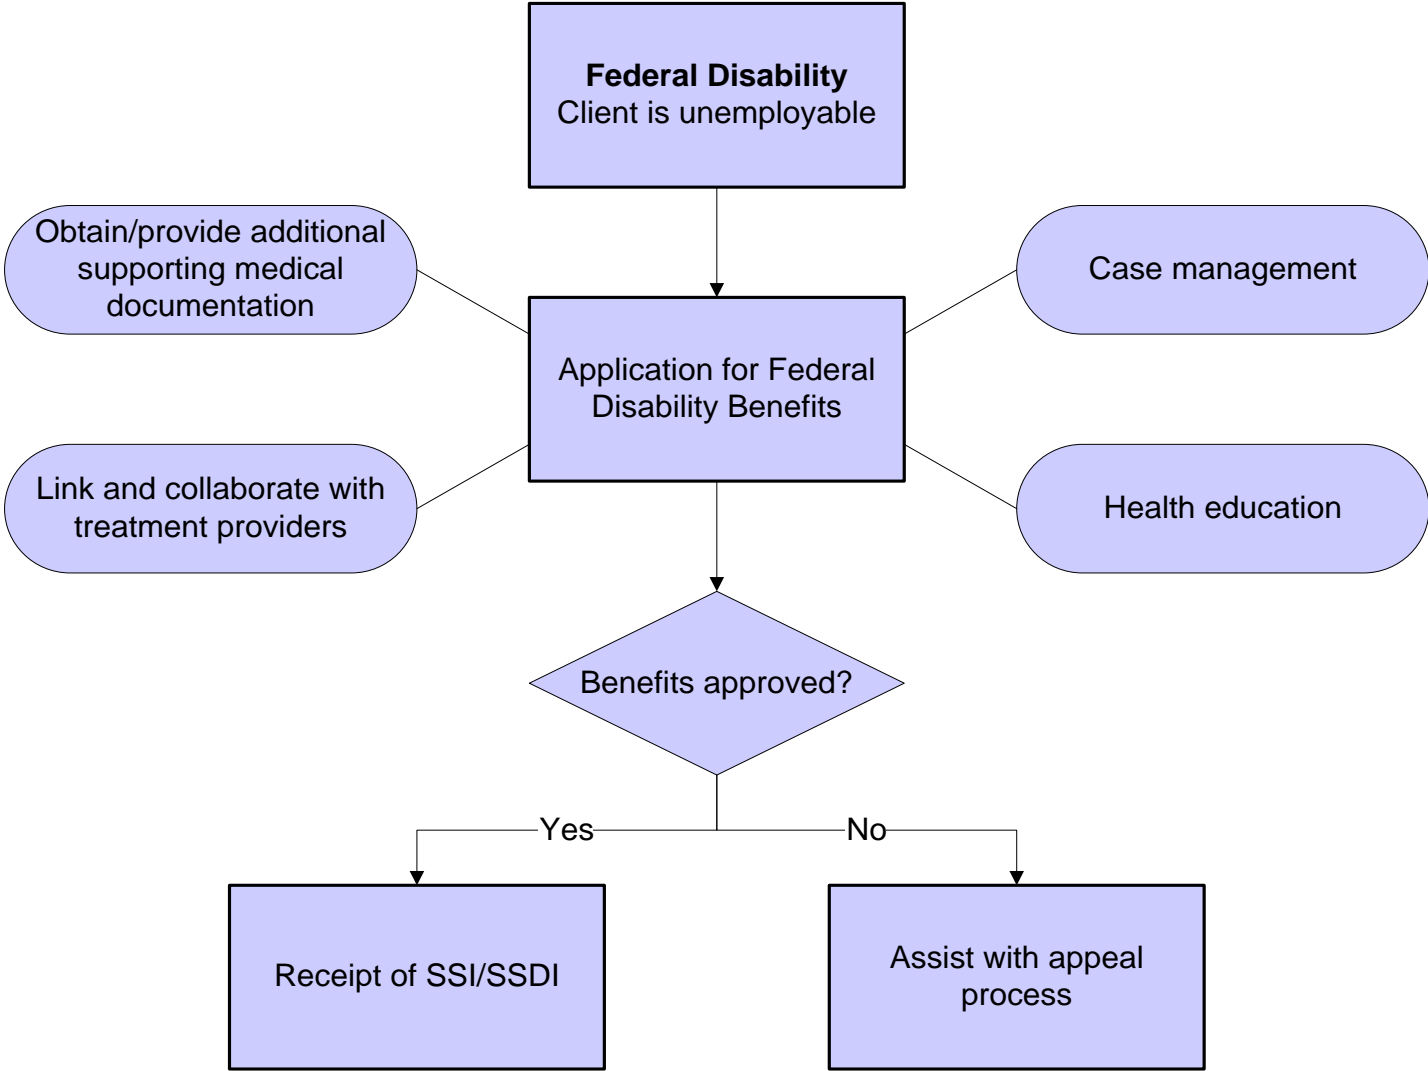 Federal Disability
Client is unemployable
Obtain/provide additional
supporting medical
documentation
Case management
Application for Federal
Disability Benefits
Link and collaborate with
treatment providers
Health education
Benefits approved?
Yes
No
Receipt of SSI/SSDI
Assist with appeal
process